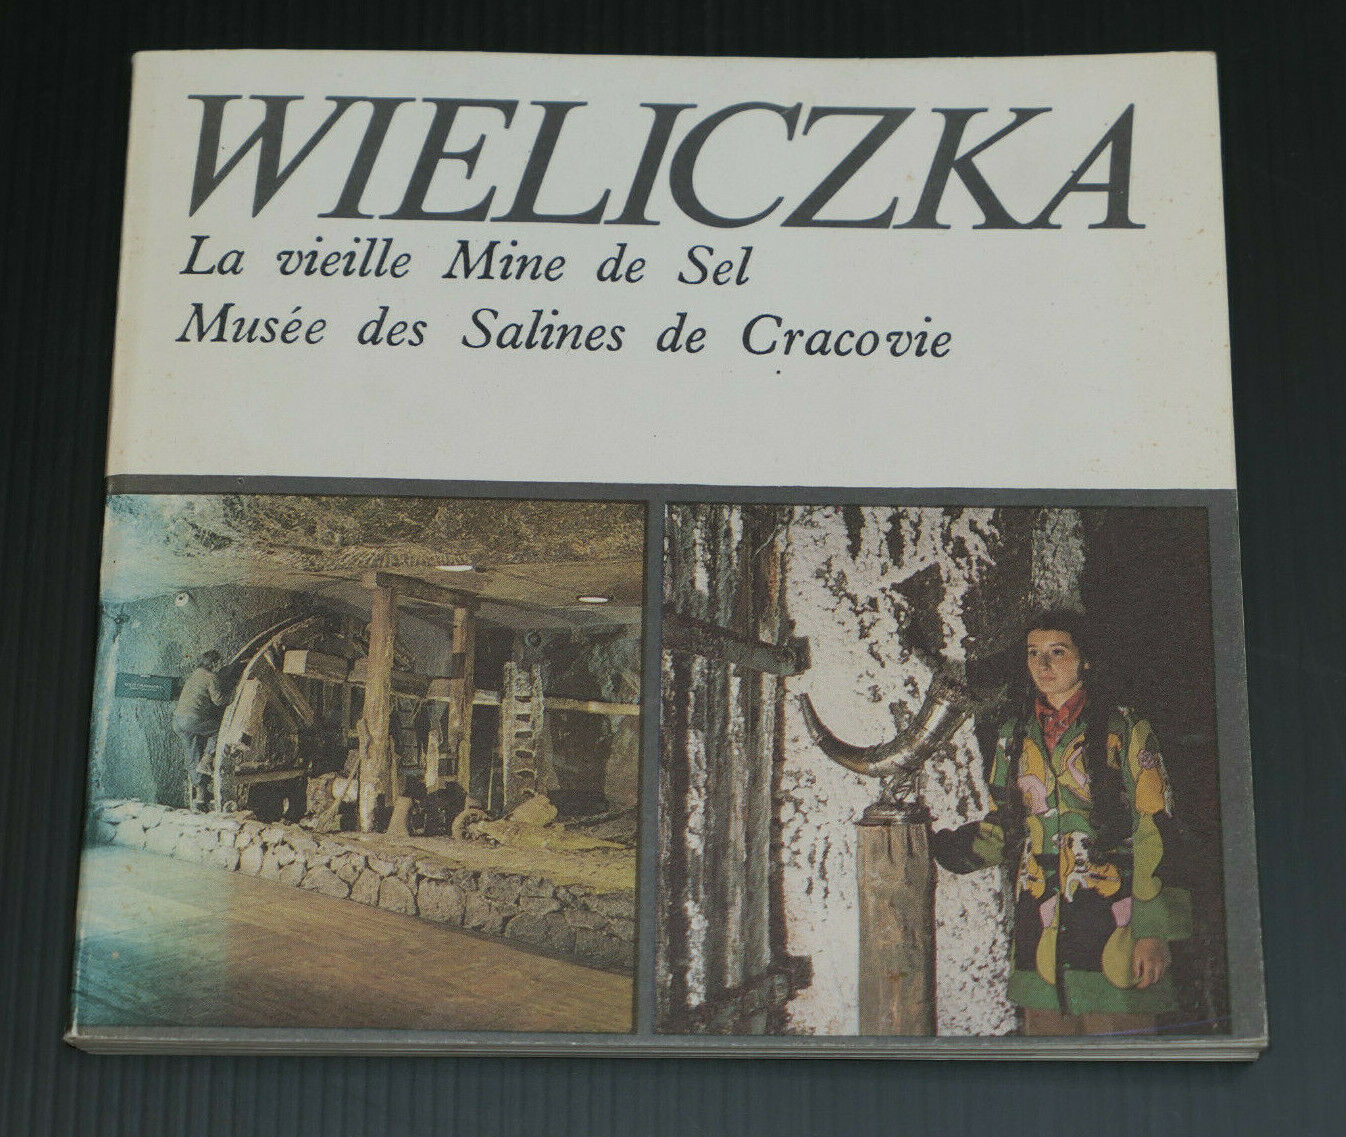 WIELICZKA
La vieille Mine de Sel
Musée des Salines de Cracovie